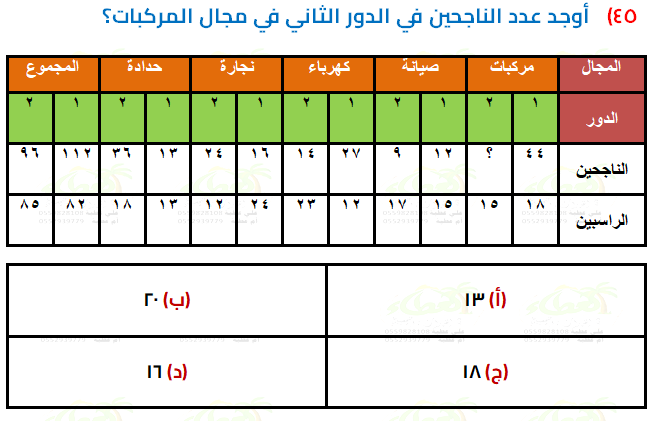 ٤٥) أوجد عدد الناجحين في الدور الثاني في مجال المركبات؟
المجال مركبات صيانة كهرباء نجارة حدادة المجموع
الدور ١ ٢ ١ ٢ ١ ٢ ١ ٢ ١ ٢ ١ ٢
الناجحين ٤٤ ؟ ١٢ ٩ ٢٧ ١٤ ١٦ ٢٤ ١٣ ٣٦ ١١٢ ٩٦
الراسبين ١٨ ١٥ ١٥ ١٧ ١٢ ٢٣ ٢٤ ١٢ ١٣ ١٨ ٨٢ ٨٥
(أ) ١٣ (ب) ٢٠
(ج) ١٨ (د) ١٦